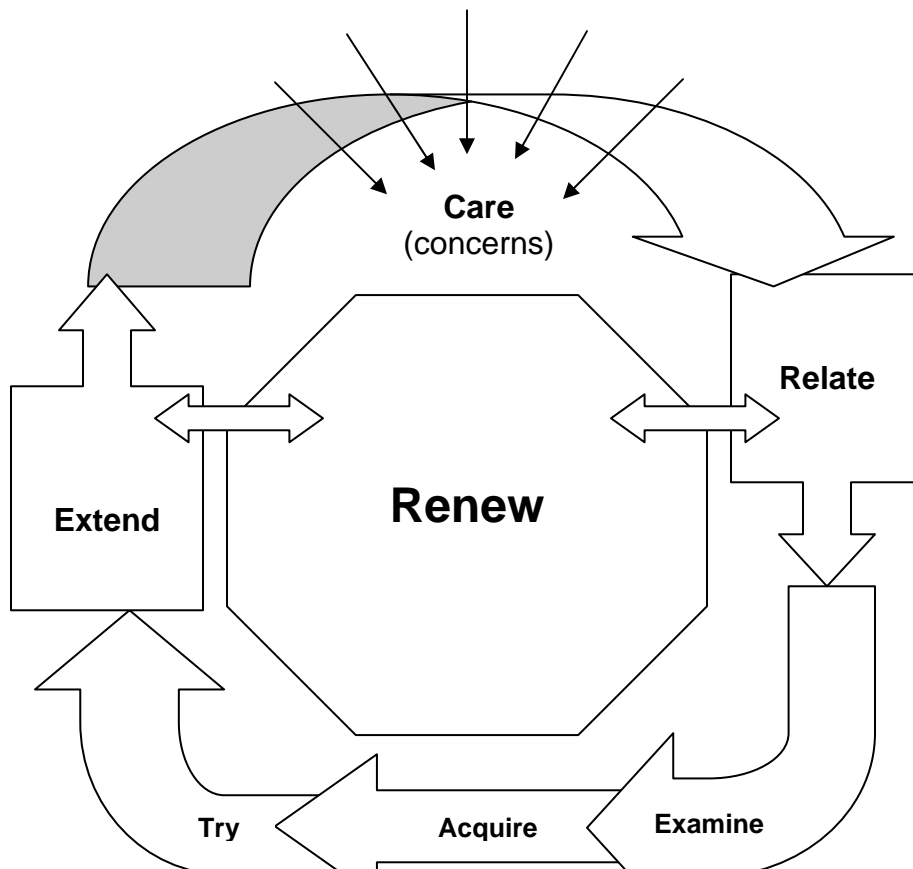 Care
(concerns)
Relate
Renew
Extend
Examine
Acquire
Try